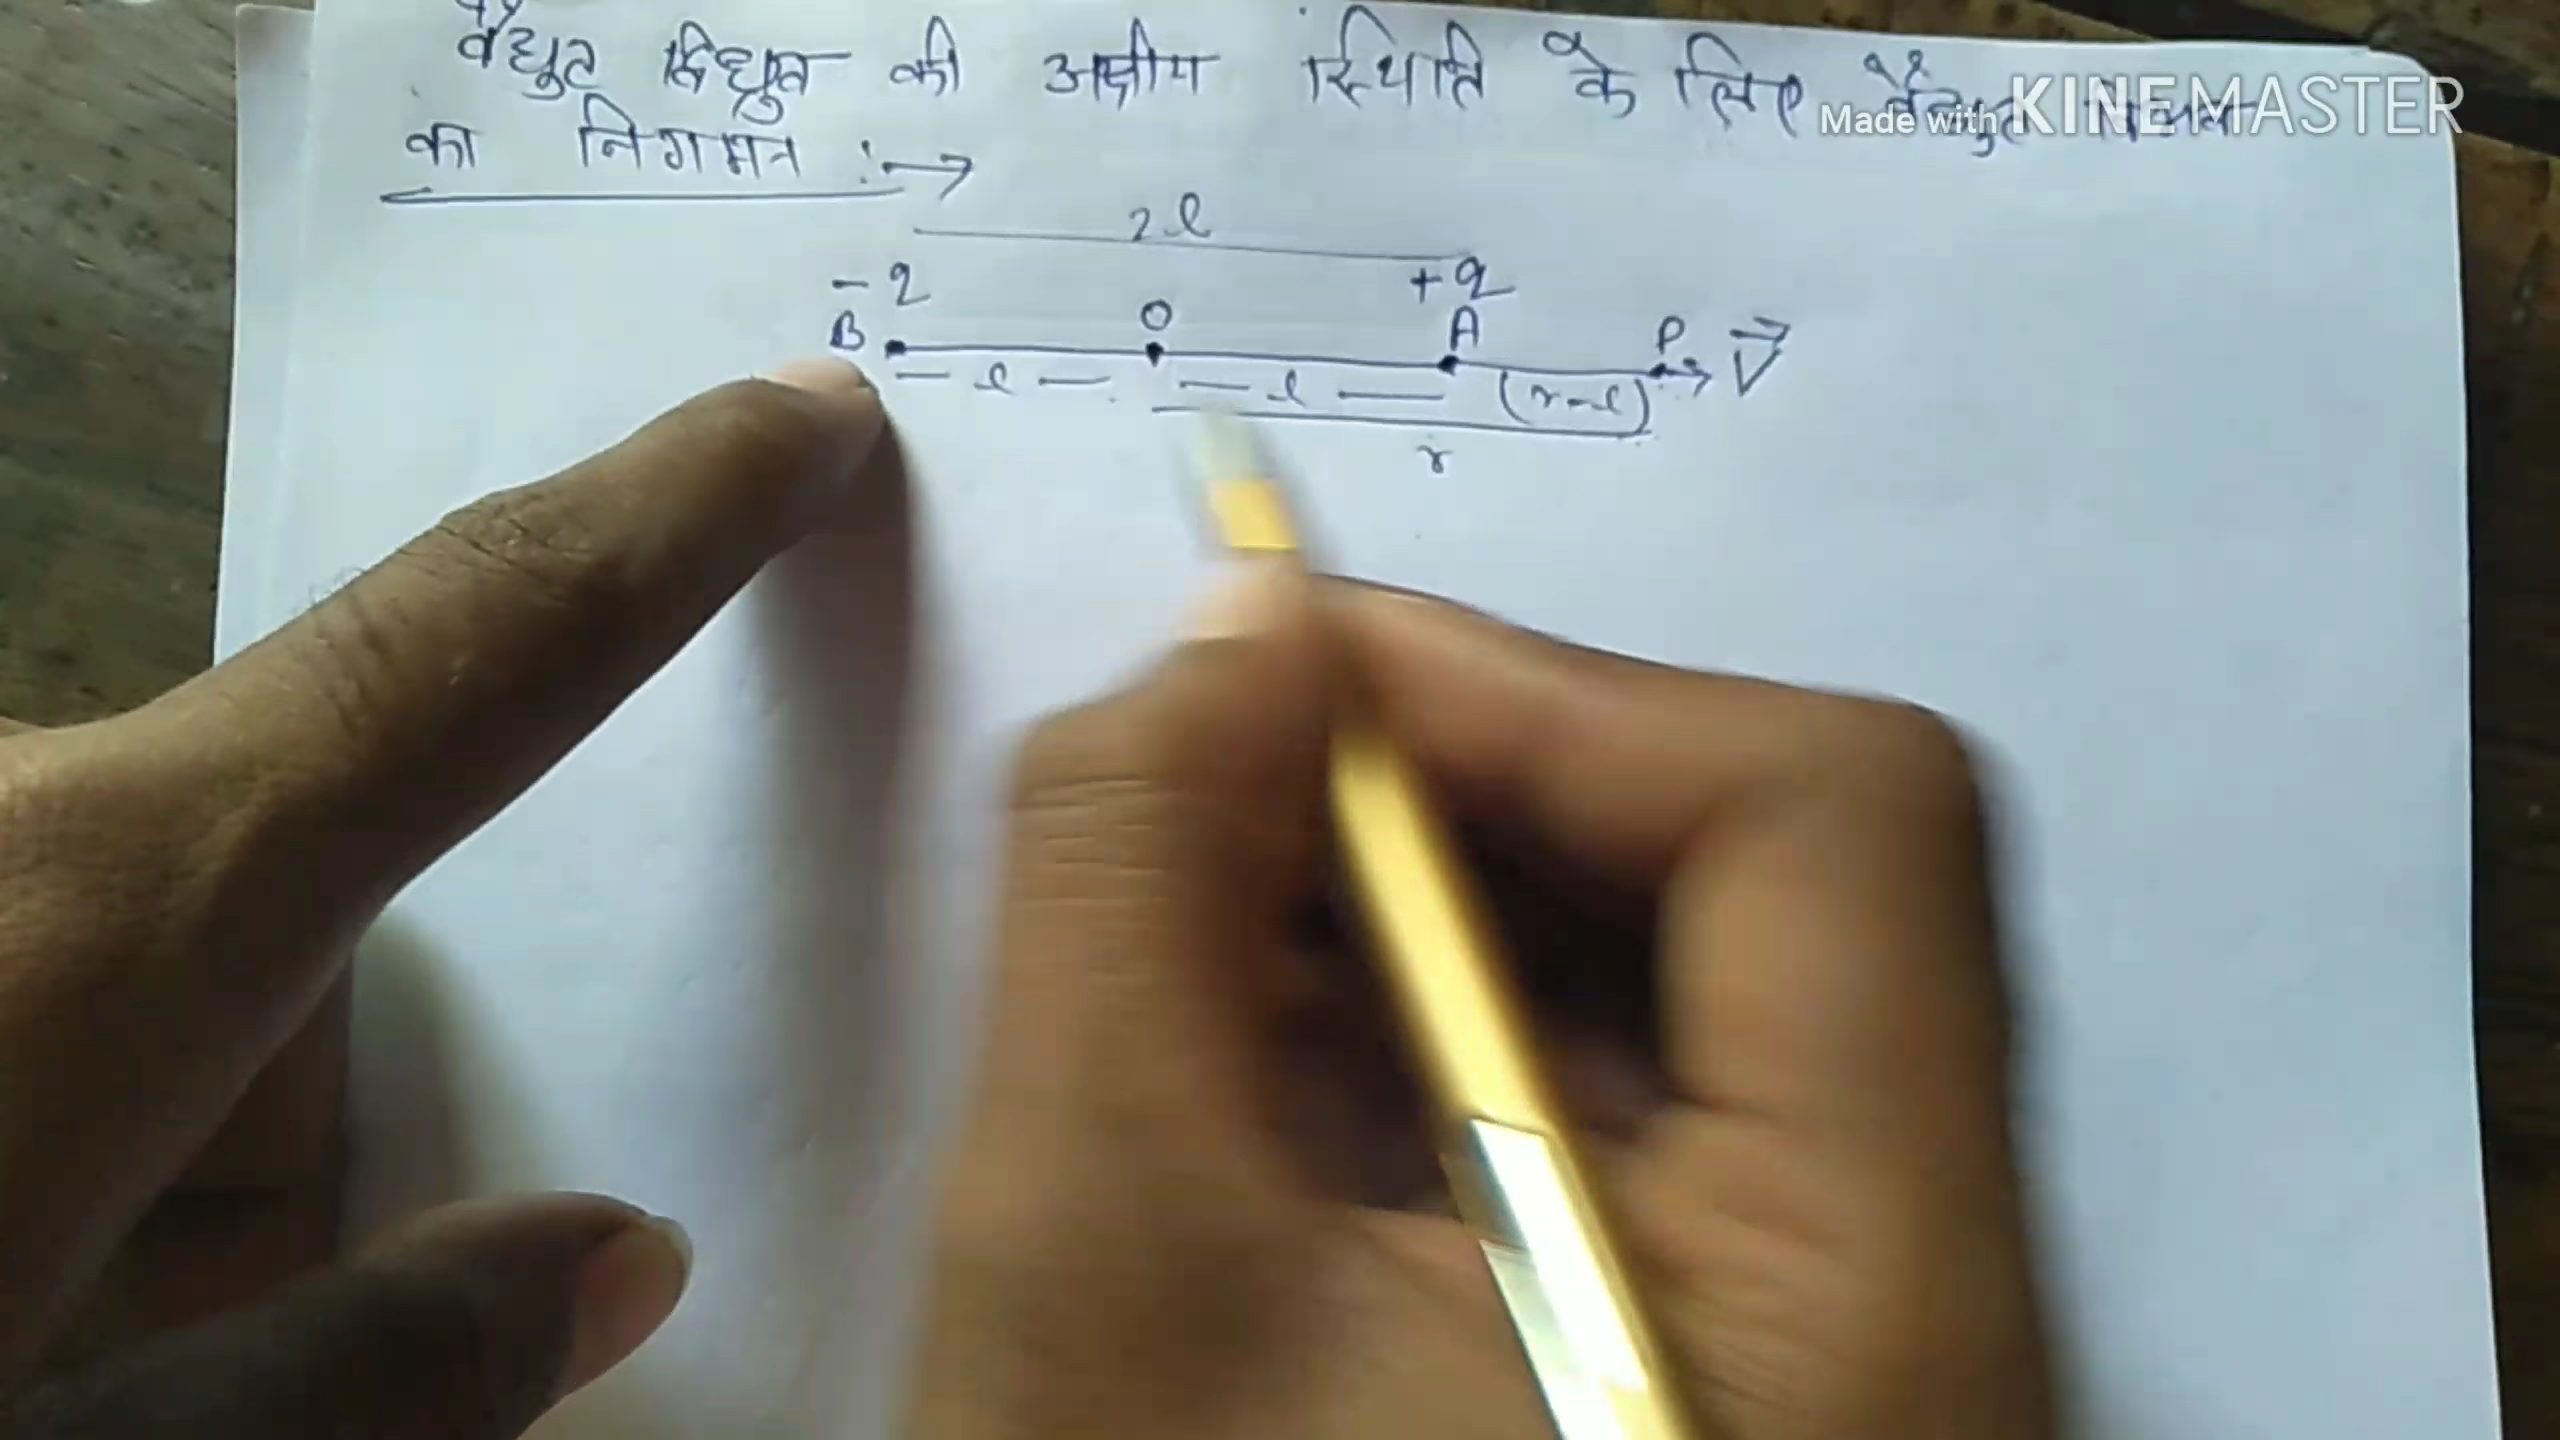 वैद्युत द्विध्रुव की अक्षीय स्थिति के लिए
Made with KINEMASTER
का निगमन :→
2l
-q +q
B O A P V⃗
l l (r-l)
r